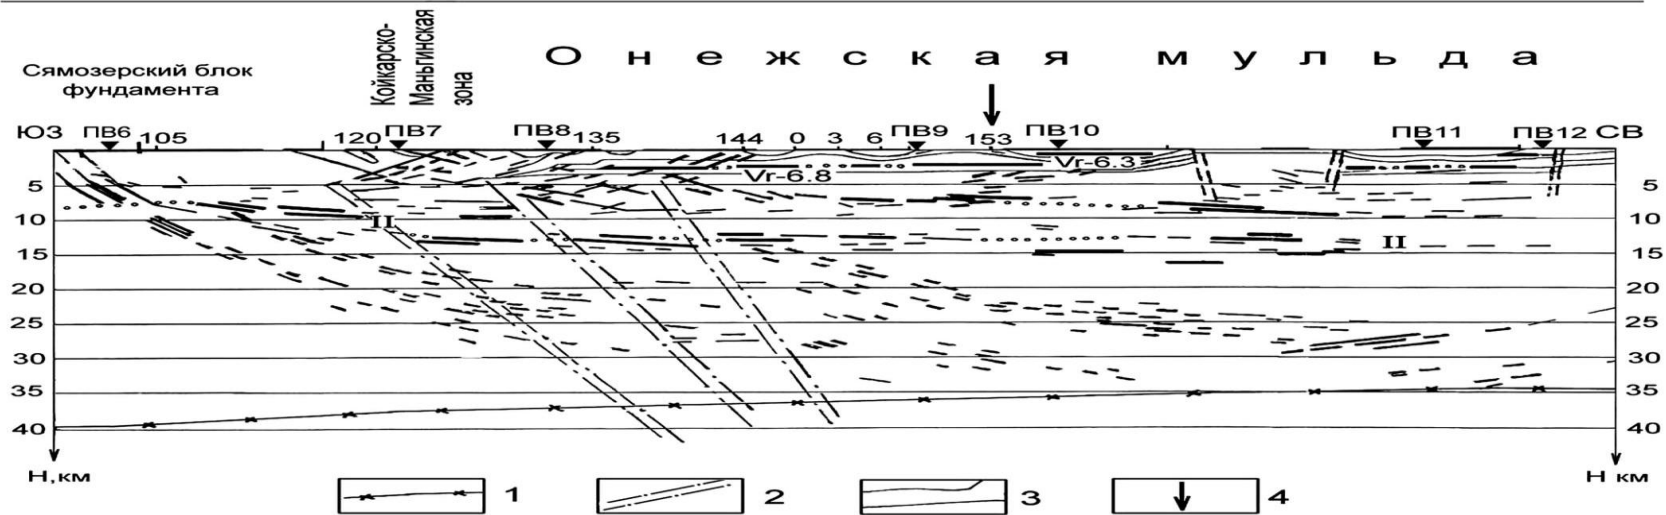 Сямозерский блок
фундамента
Койкарско-
Маньгинская
зона
Онежская мульда
ЮЗ ПВ6 105 120 ПВ7 ПВ8 135 144 0 3 6 ПВ9 153 ПВ10 ПВ11 ПВ12 СВ
Vr-6.3
Vr-6.8
5 5
10 II 10
II
15 15
20 20
25 25
30 30
35 35
40 40
Н,км Н км
1 2 3 4